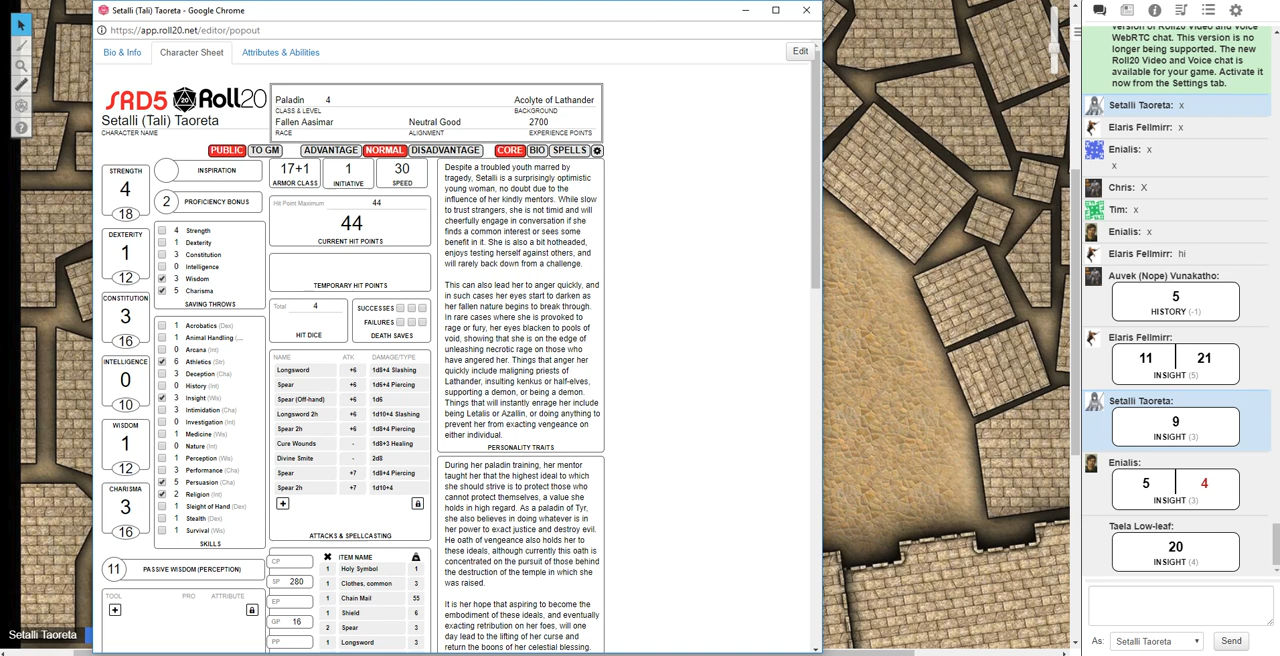 Setalli (Tali) Taoreta - Google Chrome
https://app.roll20.net/editor/popout
Bio & Info
Character Sheet
Attributes & Abilities
Edit
SRD5 Roll20
Setalli (Tali) Taoreta
CHARACTER NAME
Paladin 4 Acolyte of Lathander
CLASS & LEVEL BACKGROUND
Fallen Aasimar Neutral Good 2700
RACE ALIGNMENT EXPERIENCE POINTS
PUBLIC TO GM ADVANTAGE NORMAL DISADVANTAGE CORE BIO SPELLS
STRENGTH
4
18
DEXTERITY
1
12
CONSTITUTION
3
16
INTELLIGENCE
0
10
WISDOM
1
12
CHARISMA
3
16
INSPIRATION
2 PROFICIENCY BONUS
4 Strength
1 Dexterity
3 Constitution
0 Intelligence
3 Wisdom
5 Charisma
SAVING THROWS
1 Acrobatics (Dex)
1 Animal Handling (...
0 Arcana (Int)
6 Athletics (Str)
3 Deception (Cha)
0 History (Int)
3 Insight (Wis)
3 Intimidation (Cha)
0 Investigation (Int)
1 Medicine (Wis)
0 Nature (Int)
1 Perception (Wis)
3 Performance (Cha)
5 Persuasion (Cha)
2 Religion (Int)
1 Sleight of Hand (Dex)
1 Stealth (Dex)
1 Survival (Wis)
SKILLS
11 PASSIVE WISDOM (PERCEPTION)
TOOL PRO ATTRIBUTE
17+1
ARMOR CLASS
1
INITIATIVE
30
SPEED
Hit Point Maximum 44
44
CURRENT HIT POINTS
TEMPORARY HIT POINTS
Total 4
HIT DICE
SUCCESSES
FAILURES
DEATH SAVES
NAME ATK DAMAGE/TYPE
Longsword +6 1d8+4 Slashing
Spear +6 1d6+4 Piercing
Spear (Off-hand) +6 1d6
Longsword 2h +6 1d10+4 Slashing
Spear 2h +6 1d8+4 Piercing
Cure Wounds - 1d8+3 Healing
Divine Smite - 2d8
Spear +7 1d8+4 Piercing
Spear 2h +7 1d10+4
ATTACKS & SPELLCASTING
CP
SP 280
EP
GP 16
PP
ITEM NAME
1 Holy Symbol 1
1 Clothes, common 3
1 Chain Mail 55
1 Shield 6
2 Spear 3
1 Longsword 3
Despite a troubled youth marred by
tragedy, Setalli is a surprisingly optimistic
young woman, no doubt due to the
influence of her kindly mentors. While slow
to trust strangers, she is not timid and will
cheerfully engage in conversation if she
finds a common interest or sees some
benefit in it. She is also a bit hotheaded,
enjoys testing herself against others, and
will rarely back down from a challenge.
This can also lead her to anger quickly, and
in such cases her eyes start to darken as
her fallen nature begins to break through.
In rare cases where she is provoked to
rage or fury, her eyes blacken to pools of
void, showing that she is on the edge of
unleashing necrotic rage on those who
have angered her. Things that anger her
quickly include maligning priests of
Lathander, insulting kenkus or half-elves,
supporting a demon, or being a demon.
Things that will instantly enrage her include
being Letalis or Azallin, or doing anything to
prevent her from exacting vengeance on
either individual.
PERSONALITY TRAITS
During her paladin training, her mentor
taught her that the highest ideal to which
she should strive is to protect those who
cannot protect themselves, a value she
holds in high regard. As a paladin of Tyr,
she also believes in doing whatever is in
her power to exact justice and destroy evil.
He oath of vengeance also holds her to
these ideals, although currently this oath is
concentrated on the pursuit of those behind
the destruction of the temple in which she
was raised.
It is her hope that aspiring to become the
embodiment of these ideals, and eventually
exacting retribution on her foes, will one
day lead to the lifting of her curse and
return the boons of her celestial blessing.
Setalli Taoreta
version of Roll20 Video and Voice
WebRTC chat. This version is no
longer being supported. The new
Roll20 Video and Voice chat is
available for your game. Activate it
now from the Settings tab.
Setalli Taoreta: x
Elaris Fellmirr: x
Enialis: x
x
Chris: X
Tim: x
Enialis: x
Elaris Fellmirr: hi
Auvek (Nope) Vunakatho:
5
HISTORY (-1)
Elaris Fellmirr:
11 21
INSIGHT (5)
Setalli Taoreta:
9
INSIGHT (3)
Enialis:
5 4
INSIGHT (3)
Taela Low-leaf:
20
INSIGHT (4)
As: Setalli Taoreta Send